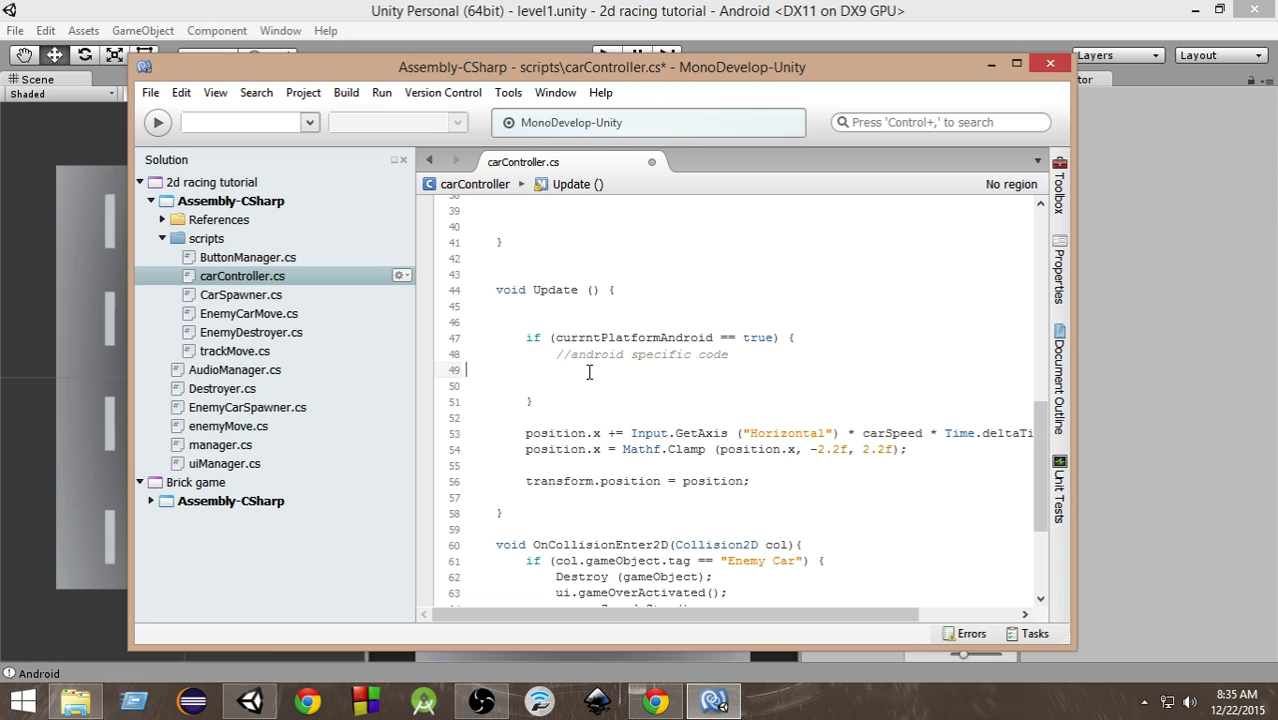 Unity Personal (64bit) - level1.unity - 2d racing tutorial - Android <DX11 on DX9 GPU>
File Edit Assets GameObject Component Window Help
Layers Layout
Scene
Shaded
Assembly-CSharp - scripts\carController.cs* - MonoDevelop-Unity
File Edit View Search Project Build Run Version Control Tools Window Help
MonoDevelop-Unity
Press 'Control+,' to search
Solution
2d racing tutorial
Assembly-CSharp
References
scripts
ButtonManager.cs
carController.cs
CarSpawner.cs
EnemyCarMove.cs
EnemyDestroyer.cs
trackMove.cs
AudioManager.cs
Destroyer.cs
EnemyCarSpawner.cs
enemyMove.cs
manager.cs
uiManager.cs
Brick game
Assembly-CSharp
carController.cs
carController Update () No region
39
40
41 }
42
43
44 void Update () {
45
46
47 if (currntPlatformAndroid == true) {
48 //android specific code
49
50
51 }
52
53 position.x += Input.GetAxis ("Horizontal") * carSpeed * Time.deltaTi
54 position.x = Mathf.Clamp (position.x, -2.2f, 2.2f);
55
56 transform.position = position;
57
58 }
59
60 void OnCollisionEnter2D(Collision2D col){
61 if (col.gameObject.tag == "Enemy Car") {
62 Destroy (gameObject);
63 ui.gameOverActivated();
Toolbox
Properties
Document Outline
Unit Tests
Errors Tasks
Android
8:35 AM
12/22/2015